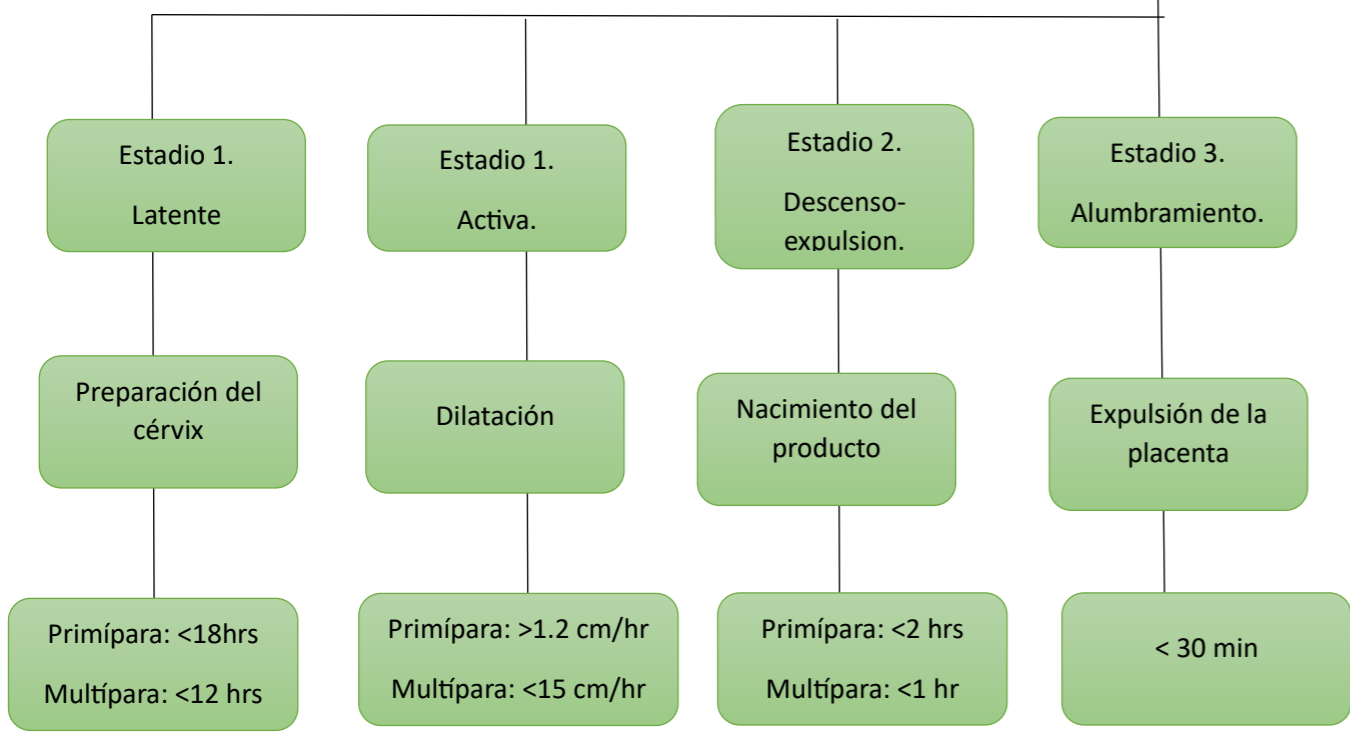 Estadio 1.
Latente
Estadio 1.
Activa.
Estadio 2.
Descenso-
expulsion.
Estadio 3.
Alumbramiento.
Preparación del
cérvix
Dilatación
Nacimiento del
producto
Expulsión de la
placenta
Primípara: <18hrs
Multípara: <12 hrs
Primípara: >1.2 cm/hr
Multípara: <15 cm/hr
Primípara: <2 hrs
Multípara: <1 hr
< 30 min